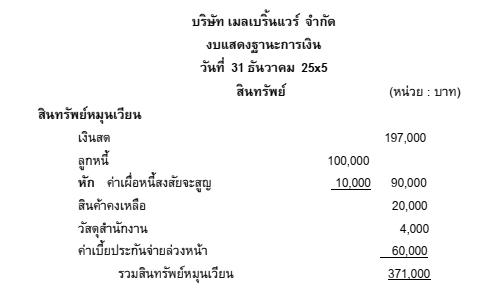 บริษัท เมลเบริ์นแวร์ จำกัด
งบแสดงฐานะการเงิน
วันที่ 31 ธันวาคม 25x5
สินทรัพย์ (หน่วย : บาท)
สินทรัพย์หมุนเวียน
เงินสด 197,000
ลูกหนี้ 100,000
หัก ค่าเผื่อหนี้สงสัยจะสูญ 10,000 90,000
สินค้าคงเหลือ 20,000
วัสดุสำนักงาน 4,000
ค่าเบี้ยประกันจ่ายล่วงหน้า 60,000
รวมสินทรัพย์หมุนเวียน 371,000